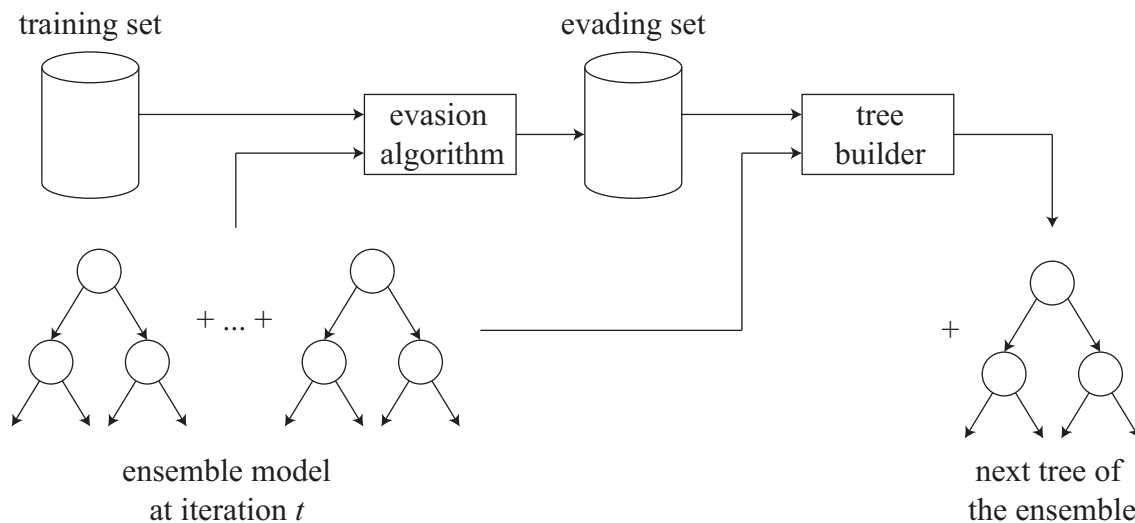 training set
evading set
evasion
algorithm
tree
builder
+ ... +
+
ensemble model
at iteration t
next tree of
the ensemble